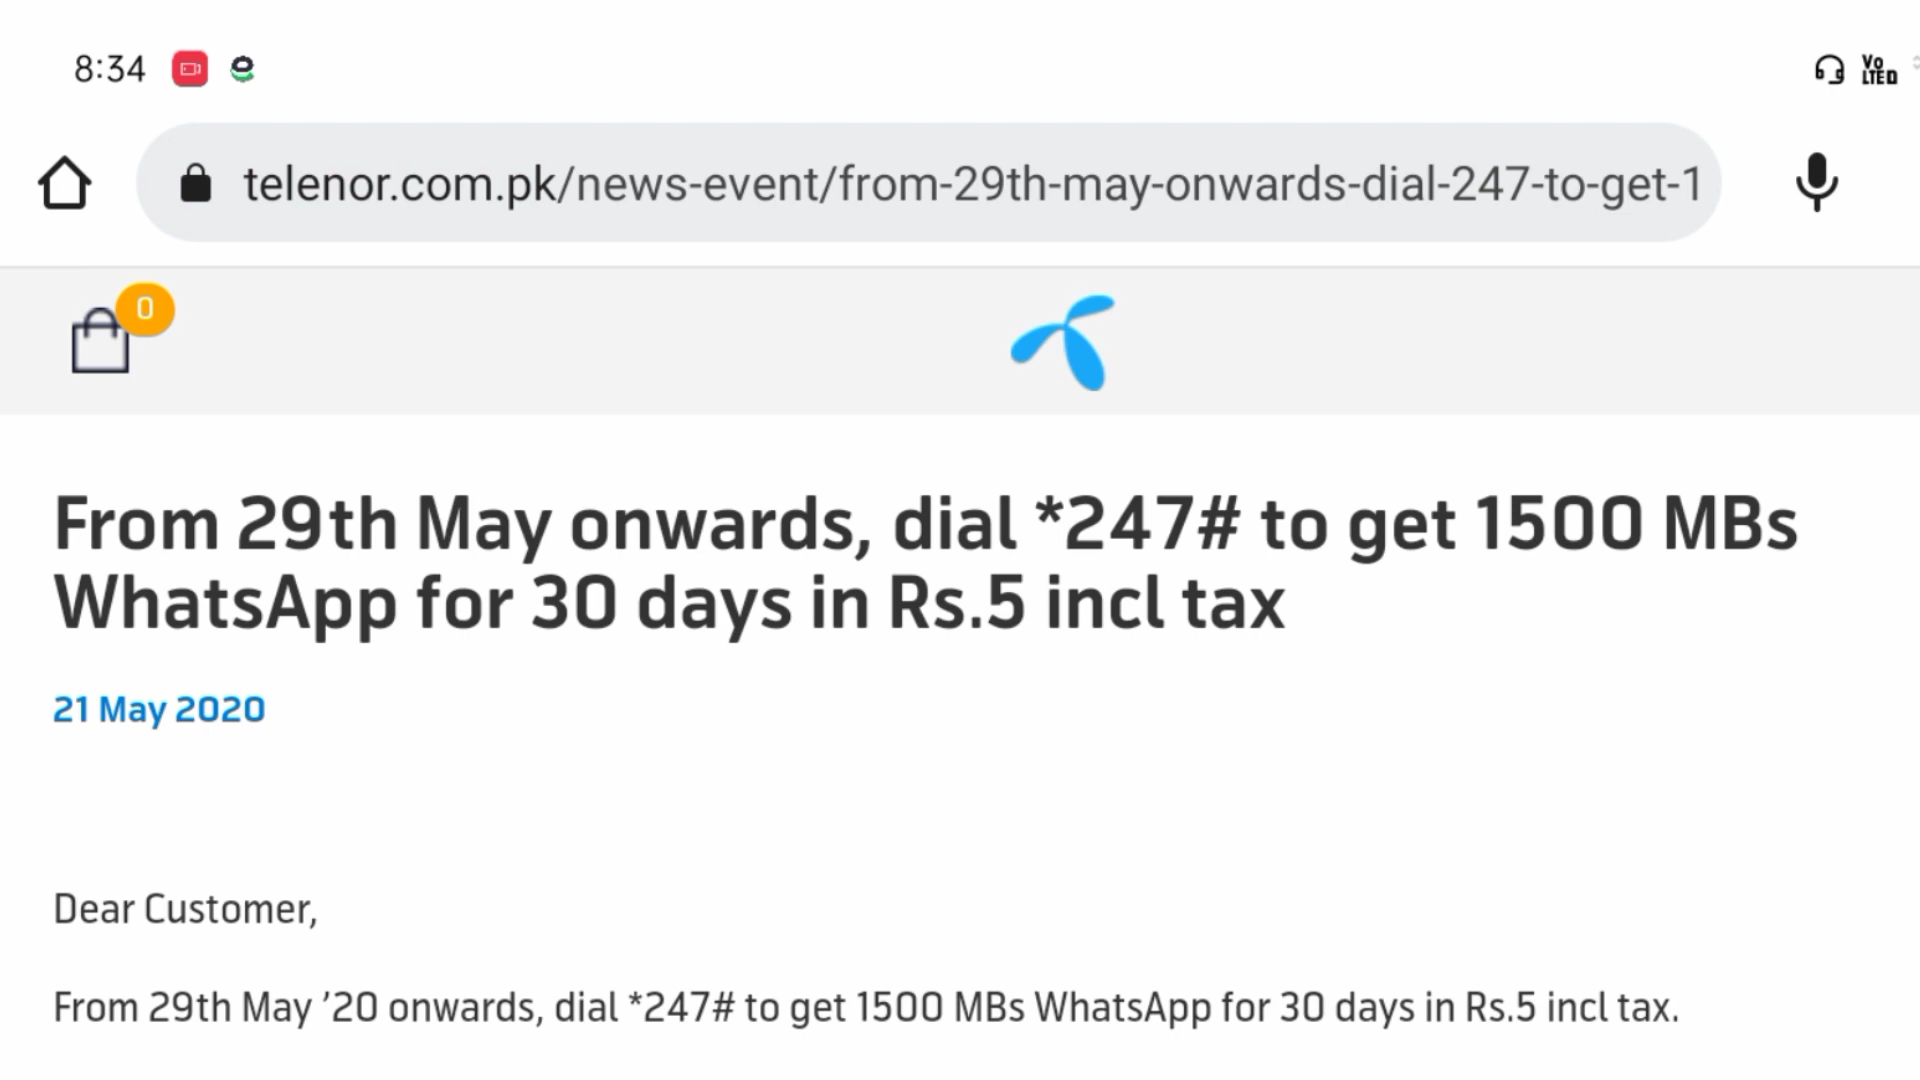 8:34
Vo
LTED
telenor.com.pk/news-event/from-29th-may-onwards-dial-247-to-get-1
0
From 29th May onwards, dial *247# to get 1500 MBs
WhatsApp for 30 days in Rs.5 incl tax
21 May 2020
Dear Customer,
From 29th May ’20 onwards, dial *247# to get 1500 MBs WhatsApp for 30 days in Rs.5 incl tax.